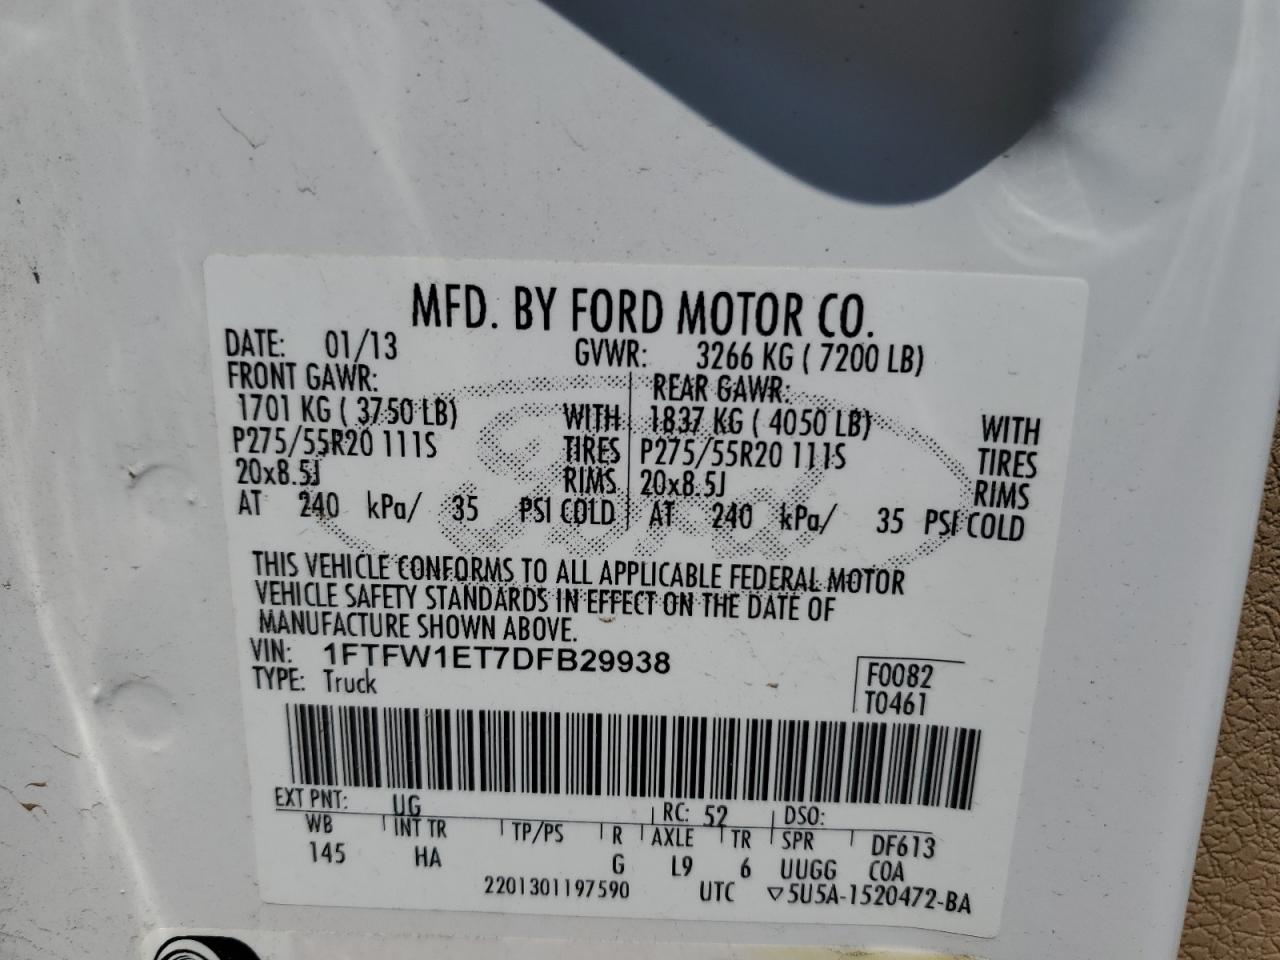 MFD. BY FORD MOTOR CO.
DATE: 01/13 GVWR: 3266 KG ( 7200 LB)
FRONT GAWR: REAR GAWR:
1701 KG ( 3750 LB) WITH 1837 KG ( 4050 LB) WITH
P275/55R20 111S TIRES P275/55R20 111S TIRES
20x8.5J RIMS 20x8.5J RIMS
AT 240 kPa/ 35 PSI COLD AT 240 kPa/ 35 PSI COLD
Ford
THIS VEHICLE CONFORMS TO ALL APPLICABLE FEDERAL MOTOR
VEHICLE SAFETY STANDARDS IN EFFECT ON THE DATE OF
MANUFACTURE SHOWN ABOVE.
VIN: 1FTFW1ET7DFB29938 F0082
TYPE: Truck T0461
EXT PNT: UG RC: 52 DSO:
WB INT TR TP/PS R AXLE TR SPR DF613
145 HA G L9 6 UUGG COA
2201301197590 UTC ▽5U5A-1520472-BA